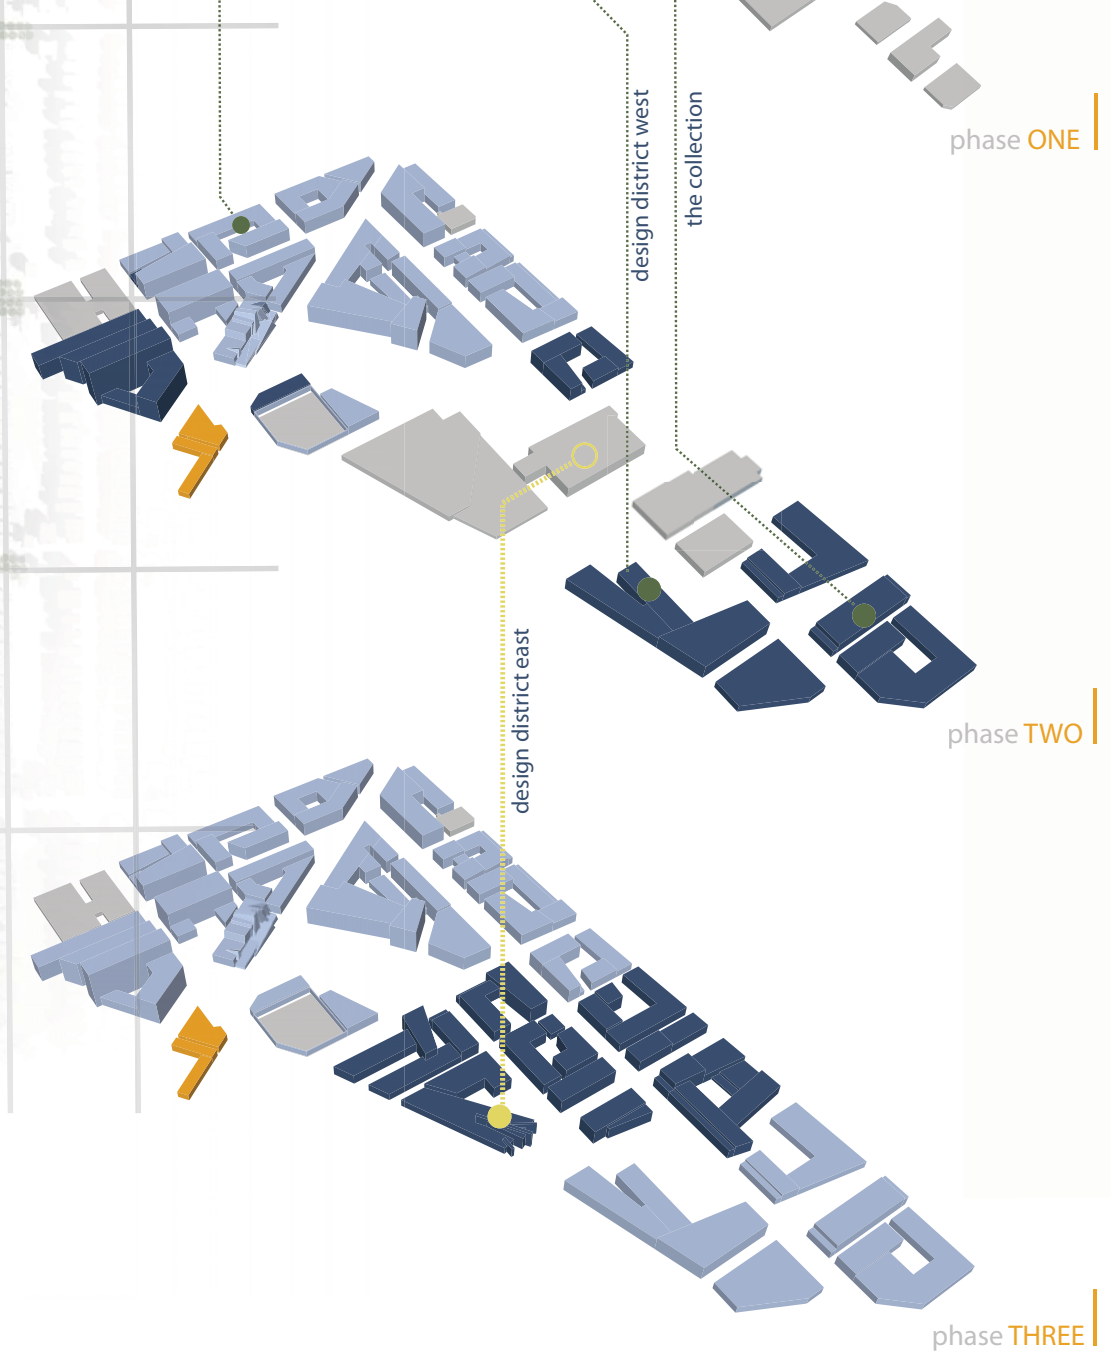 design district west
the collection
phase ONE
phase TWO
design district east
phase THREE